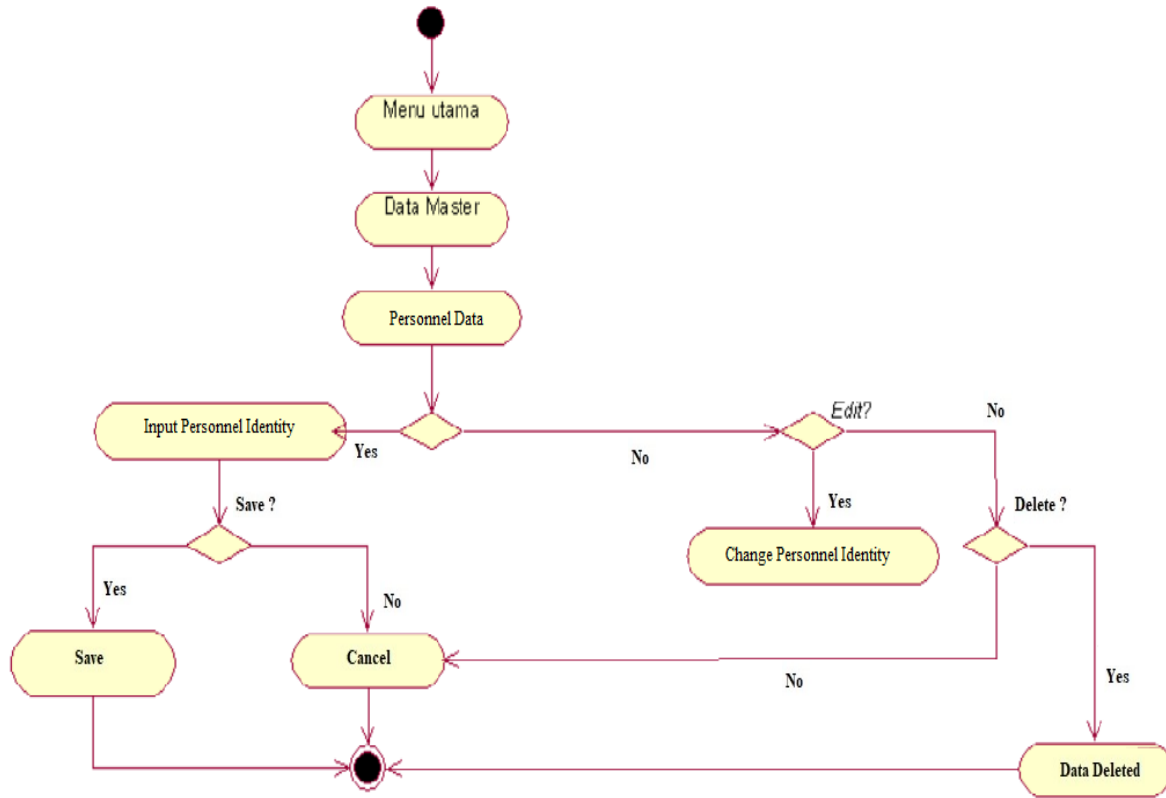 Menu utama
Data Master
Personnel Data
Input Personnel Identity
Yes
No
Edit?
No
Save ?
Yes
Delete ?
Change Personnel Identity
Yes
No
Save
Cancel
No
Yes
Data Deleted